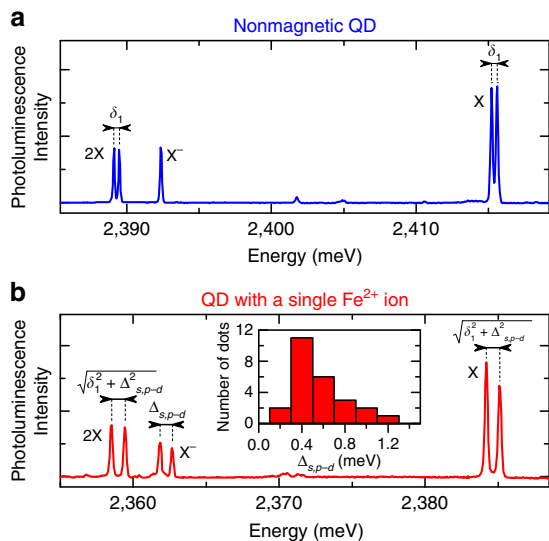 a
Nonmagnetic QD
Photoluminescence
Intensity
δ1
2X
X−
X
δ1
2,390
2,400
2,410
Energy (meV)
b
QD with a single Fe2+ ion
Photoluminescence
Intensity
√δ1² + Δ²s,p–d
2X
Δs,p–d
X−
Number of dots
12
8
4
0
0.0
0.4
0.8
1.2
Δs,p–d (meV)
√δ1² + Δ²s,p–d
X
2,360
2,370
2,380
Energy (meV)